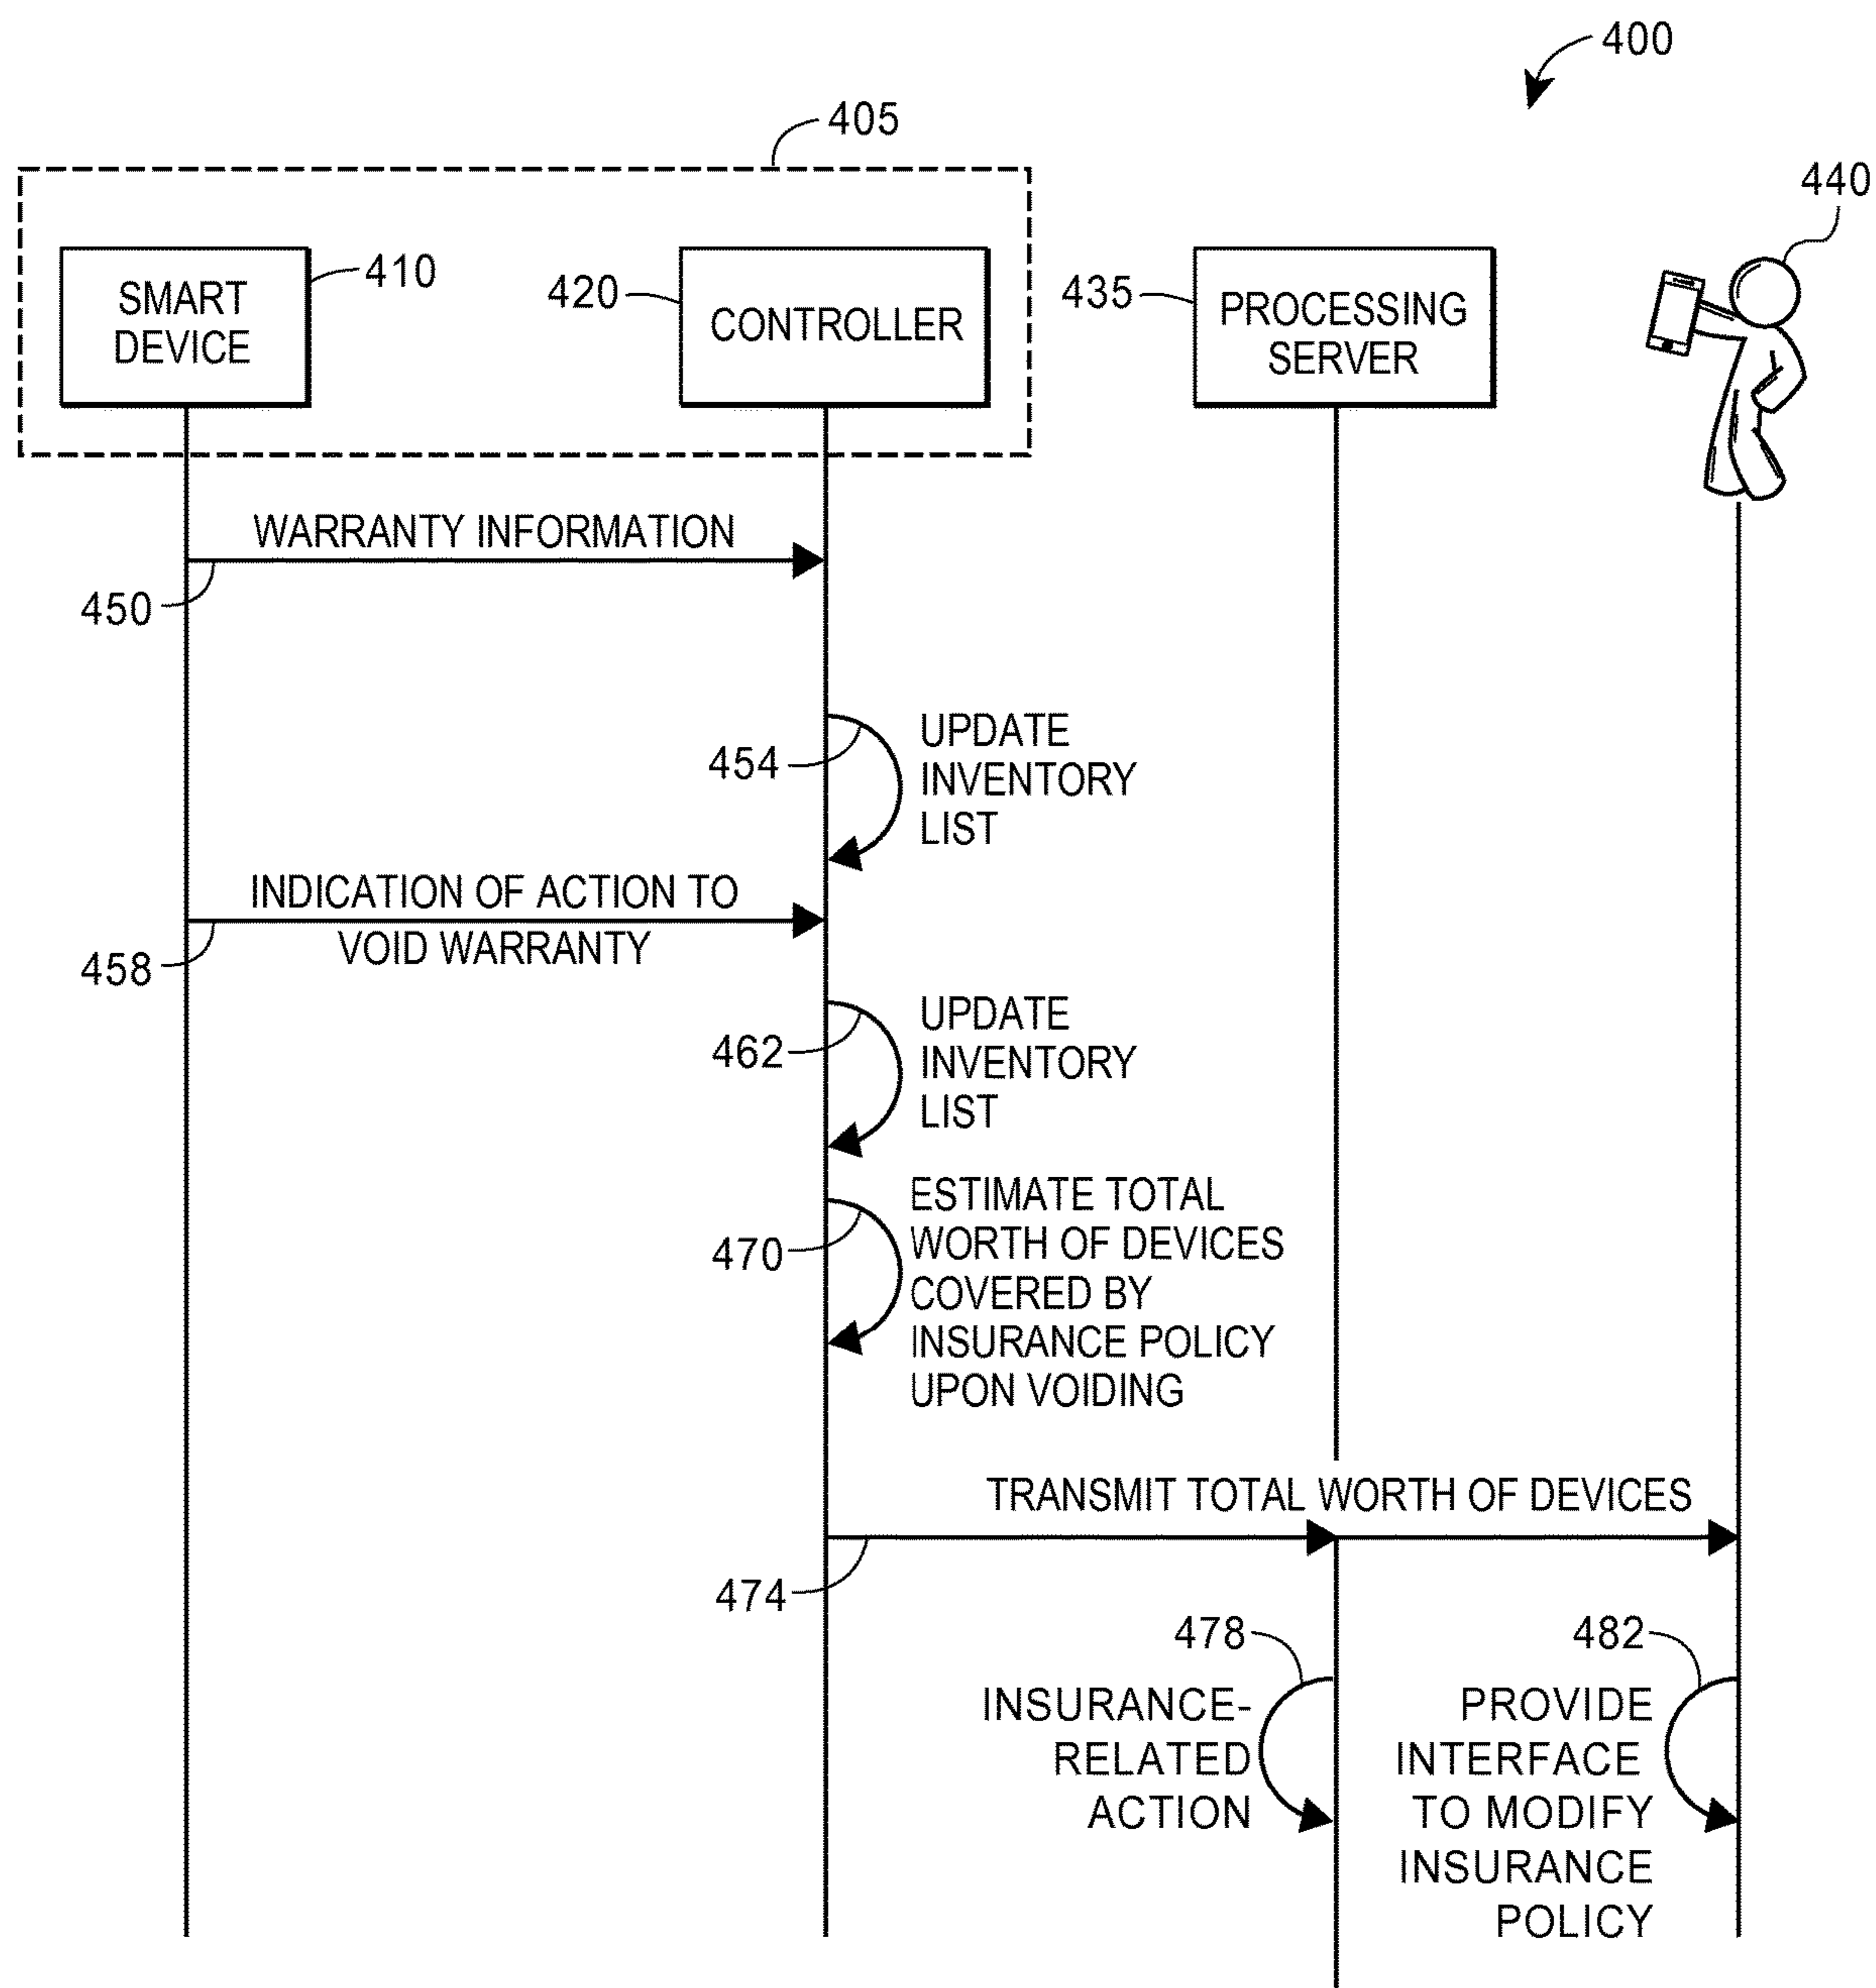 400
405
440
SMART
DEVICE
410
420
CONTROLLER
435
PROCESSING
SERVER
WARRANTY INFORMATION
450
454
UPDATE
INVENTORY
LIST
INDICATION OF ACTION TO
VOID WARRANTY
458
462
UPDATE
INVENTORY
LIST
470
ESTIMATE TOTAL
WORTH OF DEVICES
COVERED BY
INSURANCE POLICY
UPON VOIDING
TRANSMIT TOTAL WORTH OF DEVICES
474
478
INSURANCE-
RELATED
ACTION
482
PROVIDE
INTERFACE
TO MODIFY
INSURANCE
POLICY